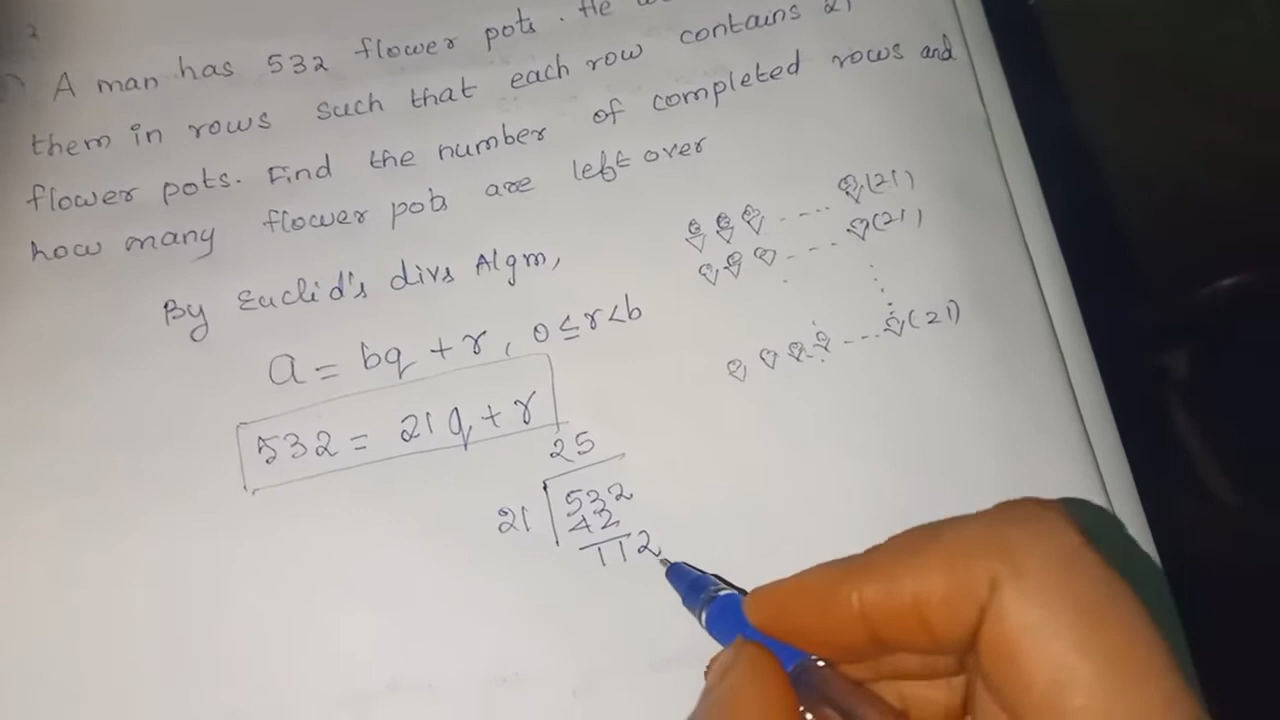 2
A man has 532 flower pots. He
them in rows such that each row contains 21
flower pots. Find the number of completed rows and
how many flower pots are left over
(21)
(21)
(21)
By Euclid's divs Algm,
a = bq + r, 0 ≤ r < b
532 = 21q + r
25
21 532
42
112